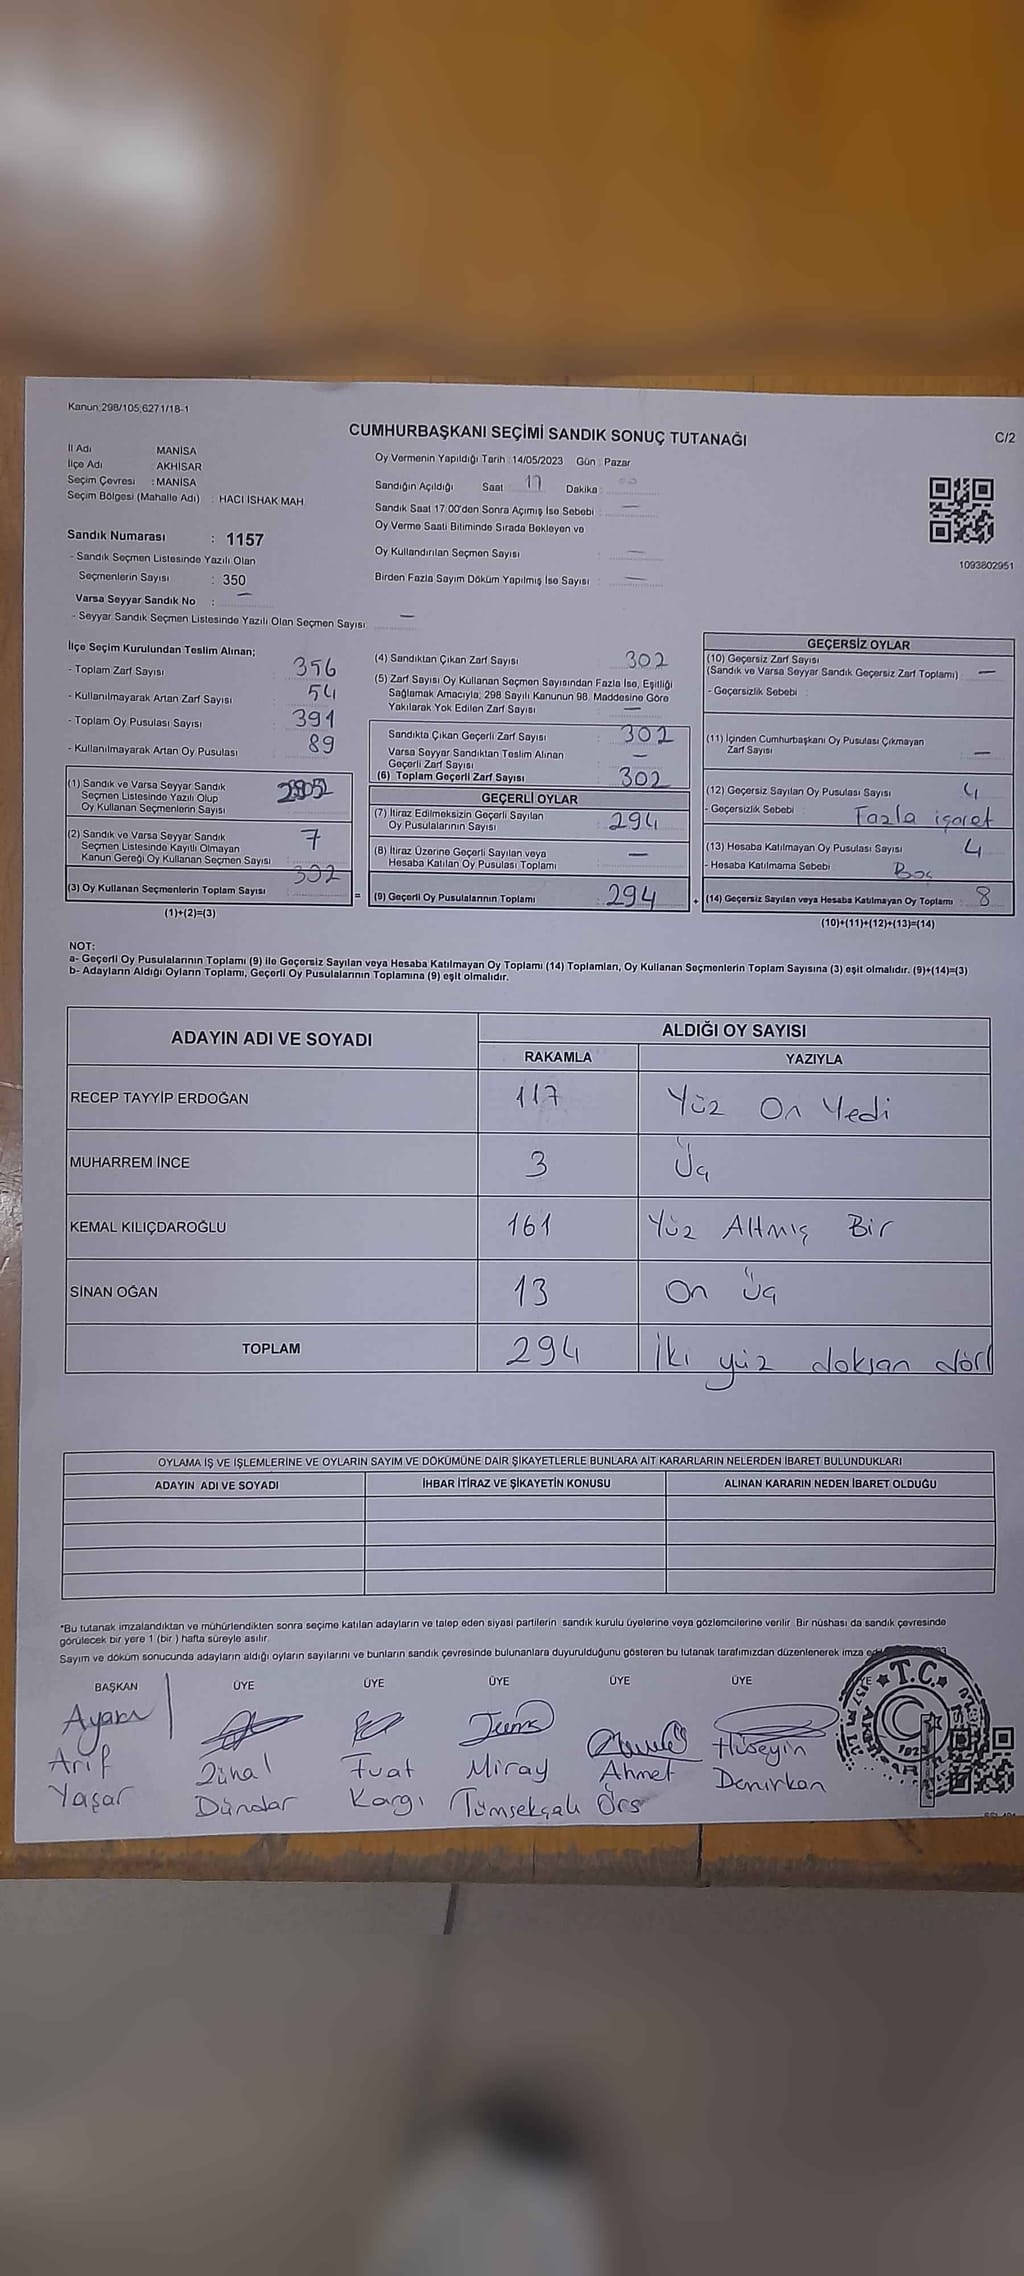 Kanun;298/105;6271/18-1
CUMHURBAŞKANI SEÇİMİ SANDIK SONUÇ TUTANAĞI
C/2
İl Adı MANİSA
İlçe Adı : AKHİSAR
Seçim Çevresi : MANİSA
Seçim Bölgesi (Mahalle Adı) : HACI İSHAK MAH.
Oy Vermenin Yapıldığı Tarih : 14/05/2023 Gün : Pazar
Sandığın Açıldığı Saat : 17 Dakika :
Sandık Saat 17:00'den Sonra Açımış İse Sebebi : —
Oy Verme Saati Bitiminde Sırada Bekleyen ve
Oy Kullandırılan Seçmen Sayısı : —
Birden Fazla Sayım Döküm Yapılmış İse Sayısı : —
1093802951
Sandık Numarası : 1157
- Sandık Seçmen Listesinde Yazılı Olan
Seçmenlerin Sayısı : 350
Varsa Seyyar Sandık No : —
- Seyyar Sandık Seçmen Listesinde Yazılı Olan Seçmen Sayısı: —
İlçe Seçim Kurulundan Teslim Alınan;
- Toplam Zarf Sayısı : 356
- Kullanılmayarak Artan Zarf Sayısı : 54
- Toplam Oy Pusulası Sayısı : 391
- Kullanılmayarak Artan Oy Pusulası : 89
(1) Sandık ve Varsa Seyyar Sandık
Seçmen Listesinde Yazılı Olup
Oy Kullanan Seçmenlerin Sayısı :
(2) Sandık ve Varsa Seyyar Sandık
Seçmen Listesinde Kayıtlı Olmayan
Kanun Gereği Oy Kullanan Seçmen Sayısı : 7
(3) Oy Kullanan Seçmenlerin Toplam Sayısı : 302
(1)+(2)=(3)
(4) Sandıktan Çıkan Zarf Sayısı : 302
(5) Zarf Sayısı Oy Kullanan Seçmen Sayısından Fazla İse, Eşitliği
Sağlamak Amacıyla; 298 Sayılı Kanunun 98. Maddesine Göre
Yakılarak Yok Edilen Zarf Sayısı : —
Sandıkta Çıkan Geçerli Zarf Sayısı : 302
Varsa Seyyar Sandıktan Teslim Alınan
Geçerli Zarf Sayısı : —
(6) Toplam Geçerli Zarf Sayısı : 302
GEÇERLİ OYLAR
(7) İtiraz Edilmeksizin Geçerli Sayılan
Oy Pusulalarının Sayısı : 294
(8) İtiraz Üzerine Geçerli Sayılan veya
Hesaba Katılan Oy Pusulası Toplamı : —
= (9) Geçerli Oy Pusulalarının Toplamı : 294 +
GEÇERSİZ OYLAR
(10) Geçersiz Zarf Sayısı
(Sandık ve Varsa Seyyar Sandık Geçersiz Zarf Toplamı) : —
- Geçersizlik Sebebi :
(11) İçinden Cumhurbaşkanı Oy Pusulası Çıkmayan
Zarf Sayısı : —
(12) Geçersiz Sayılan Oy Pusulası Sayısı : 4
- Geçersizlik Sebebi : Fazla işaret
(13) Hesaba Katılmayan Oy Pusulası Sayısı : 4
- Hesaba Katılmama Sebebi : Boş
(14) Geçersiz Sayılan veya Hesaba Katılmayan Oy Toplamı : 8
(10)+(11)+(12)+(13)=(14)
NOT:
a- Geçerli Oy Pusulalarının Toplamı (9) ile Geçersiz Sayılan veya Hesaba Katılmayan Oy Toplamı (14) Toplamları, Oy Kullanan Seçmenlerin Toplam Sayısına (3) eşit olmalıdır. (9)+(14)=(3)
b- Adayların Aldığı Oyların Toplamı, Geçerli Oy Pusulalarının Toplamına (9) eşit olmalıdır.
ADAYIN ADI VE SOYADI ALDIĞI OY SAYISI
RAKAMLA YAZIYLA
RECEP TAYYİP ERDOĞAN 117 Yüz On Yedi
MUHARREM İNCE 3 Üç
KEMAL KILIÇDAROĞLU 161 Yüz Altmış Bir
SİNAN OĞAN 13 On Üç
TOPLAM 294 İki yüz doksan dört
OYLAMA İŞ VE İŞLEMLERİNE VE OYLARIN SAYIM VE DÖKÜMÜNE DAİR ŞİKAYETLERLE BUNLARA AİT KARARLARIN NELERDEN İBARET BULUNDUKLARI
ADAYIN ADI VE SOYADI İHBAR İTİRAZ VE ŞİKAYETİN KONUSU ALINAN KARARIN NEDEN İBARET OLDUĞU
*Bu tutanak imzalandıktan ve mühürlendikten sonra seçime katılan adayların ve talep eden siyasi partilerin sandık kurulu üyelerine veya gözlemcilerine verilir. Bir nüshası da sandık çevresinde
görülecek bir yere 1 (bir ) hafta süreyle asılır.
Sayım ve döküm sonucunda adayların aldığı oyların sayılarını ve bunların sandık çevresinde bulunanlara duyurulduğunu gösteren bu tutanak tarafımızdan düzenlenerek imza
BAŞKAN ÜYE ÜYE ÜYE ÜYE ÜYE
Arif Zünal Fuat Miray Ahmet Hüseyin
Yaşar Dündar Kargı Tümsekçalı Örs Demirkan
T.C.